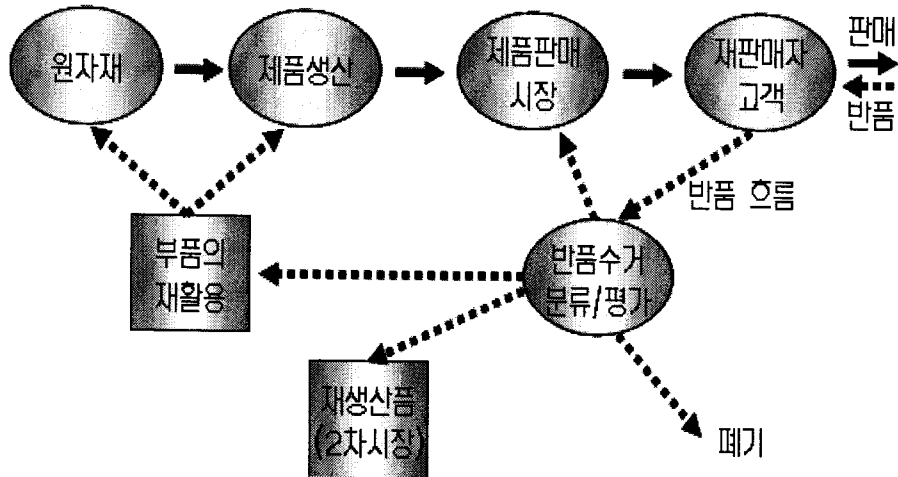 원자재
제품생산
제품판매
시장
재판매자
고객
판매
반품
반품 흐름
부품의
재활용
반품수거
분류/평가
재생산품
(2차시장)
폐기